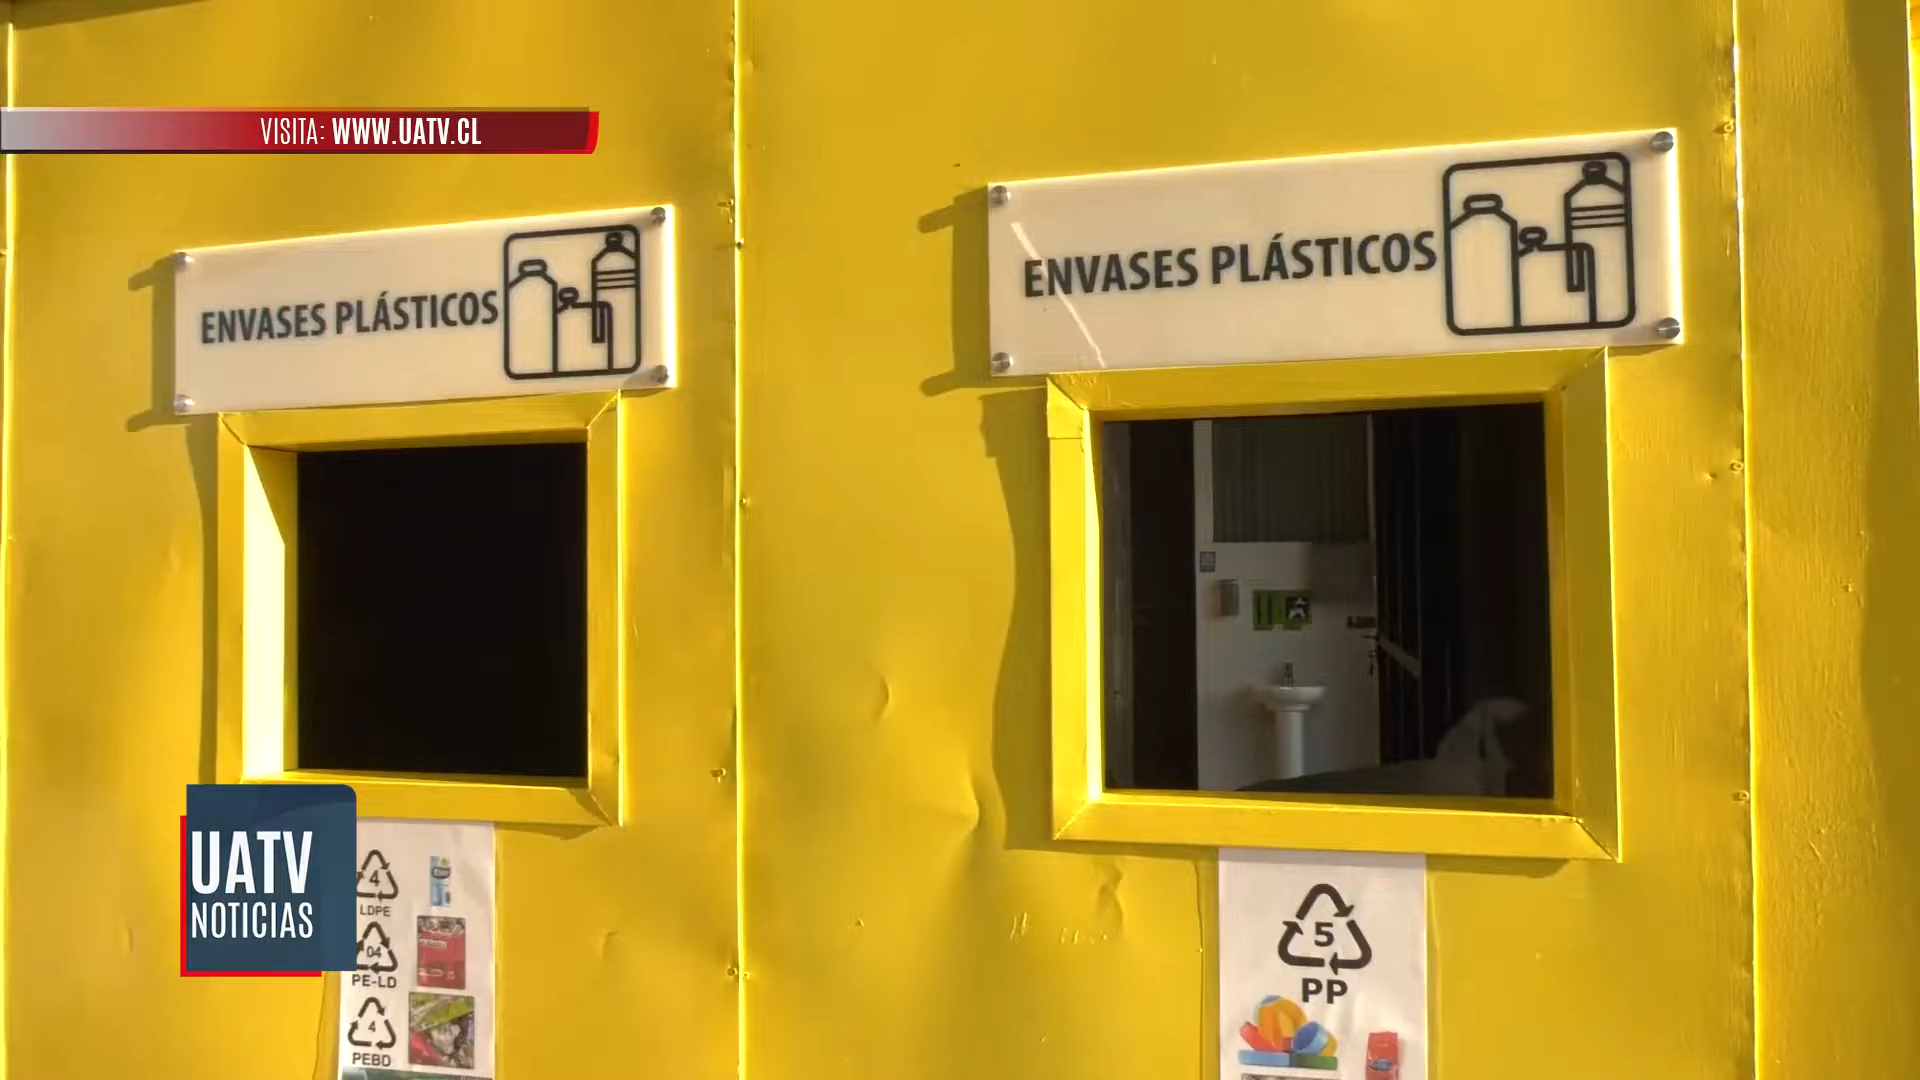 VISITA: WWW.UATV.CL
ENVASES PLÁSTICOS
ENVASES PLÁSTICOS
UATV
NOTICIAS
4
LDPE
04
PE-LD
4
PEBD
5
PP